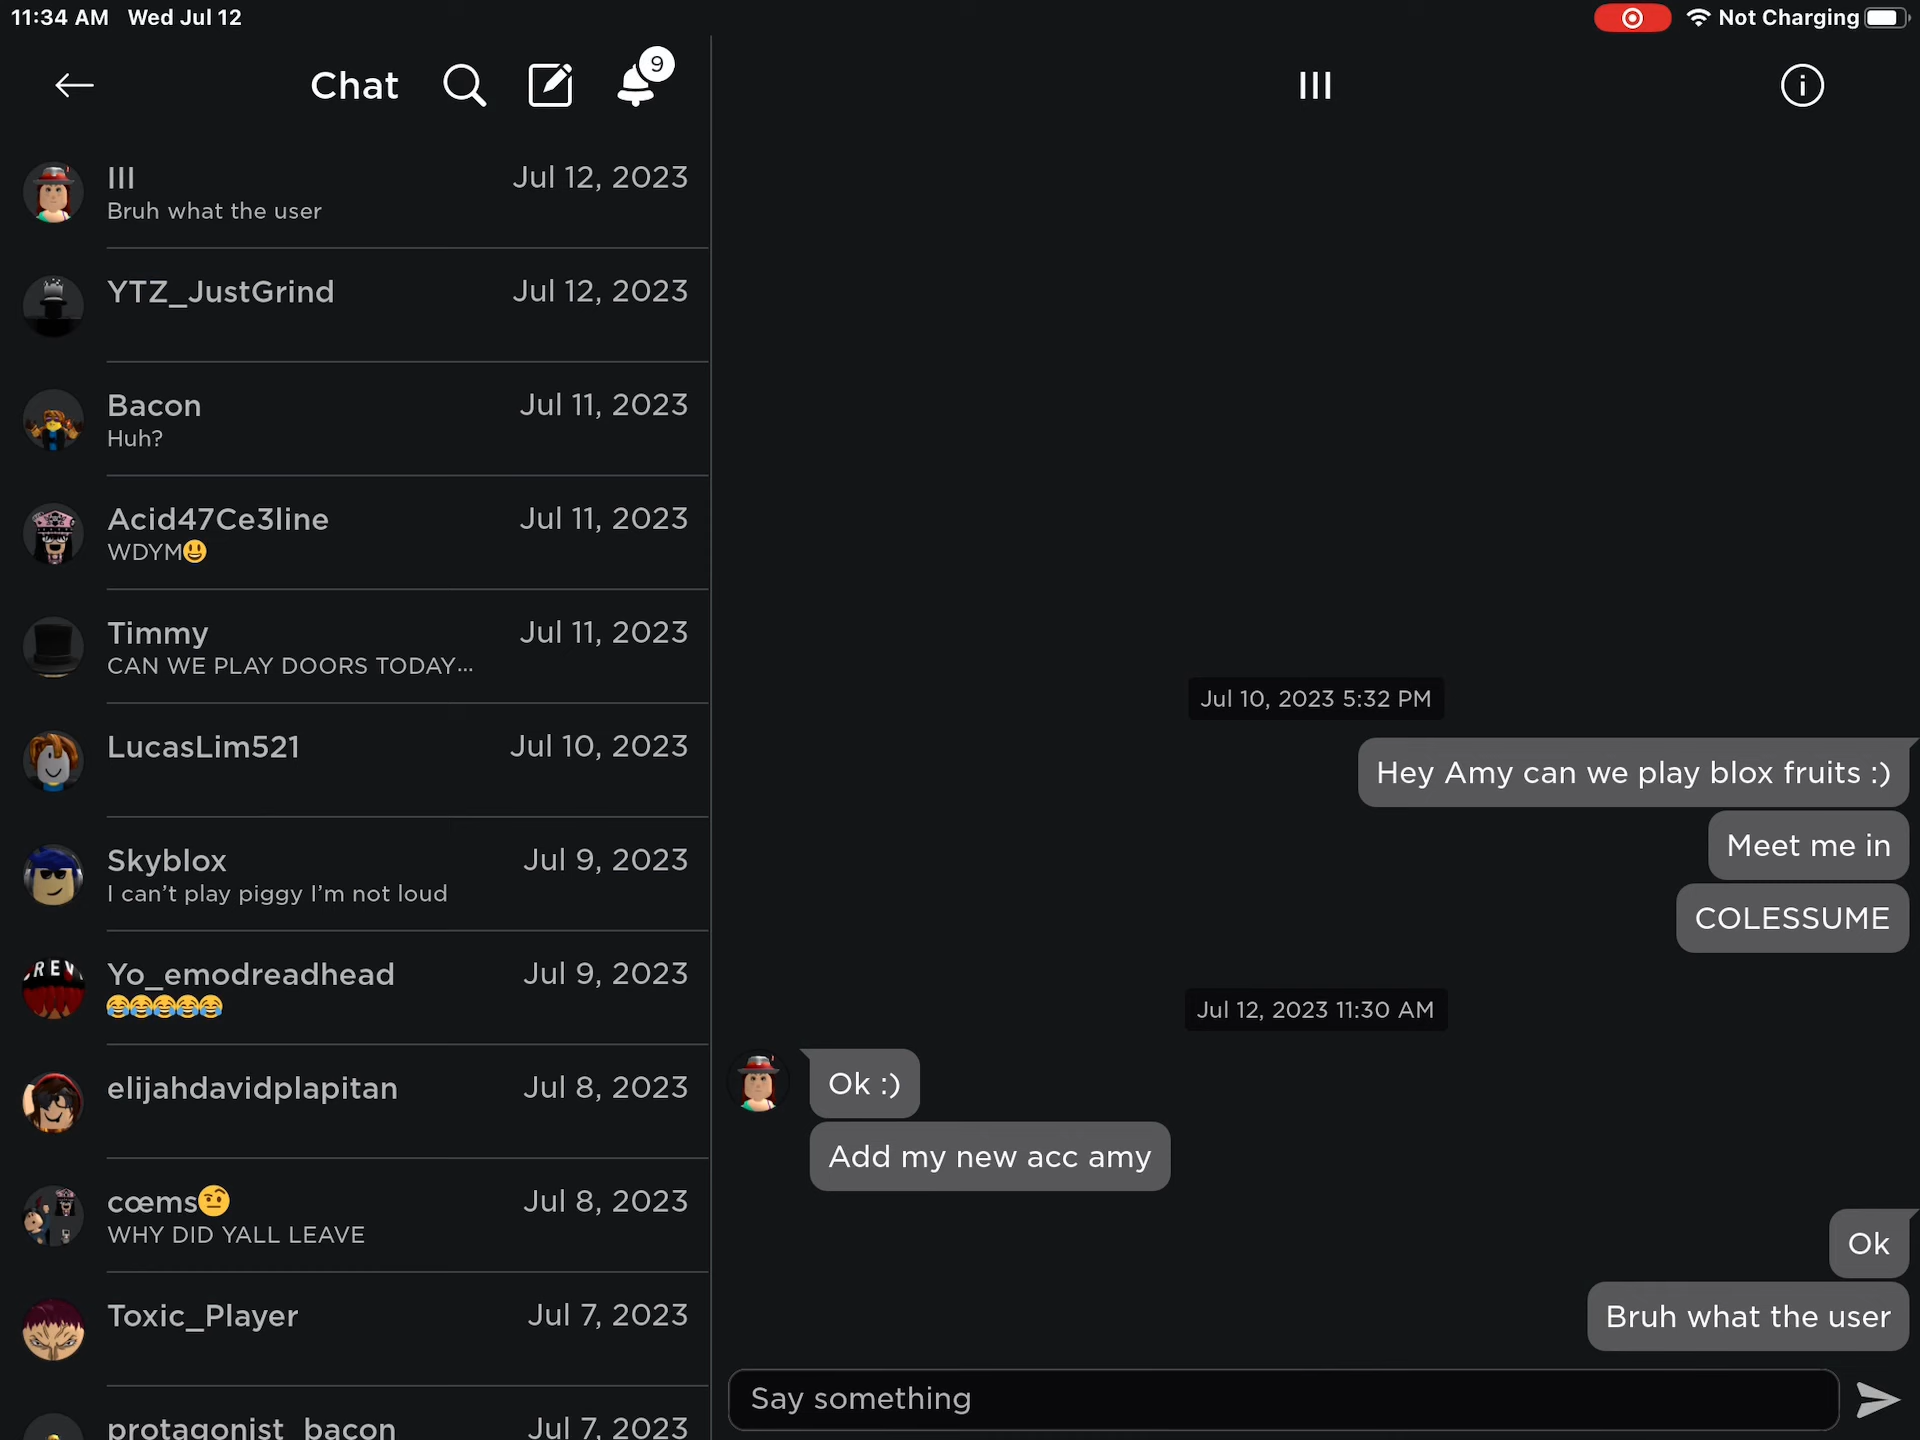 11:34 AM Wed Jul 12
Not Charging
Chat
9
III
III
Jul 12, 2023
Bruh what the user
YTZ_JustGrind
Jul 12, 2023
Bacon
Jul 11, 2023
Huh?
Acid47Ce3line
Jul 11, 2023
WDYM😃
Timmy
Jul 11, 2023
CAN WE PLAY DOORS TODAY...
LucasLim521
Jul 10, 2023
Skyblox
Jul 9, 2023
I can't play piggy I'm not loud
Yo_emodreadhead
Jul 9, 2023
😂😂😂😂😂
elijahdavidplapitan
Jul 8, 2023
cœms🤨
Jul 8, 2023
WHY DID YALL LEAVE
Toxic_Player
Jul 7, 2023
protagonist_bacon
Jul 7, 2023
Jul 10, 2023 5:32 PM
Hey Amy can we play blox fruits :)
Meet me in
COLESSUME
Jul 12, 2023 11:30 AM
Ok :)
Add my new acc amy
Ok
Bruh what the user
Say something